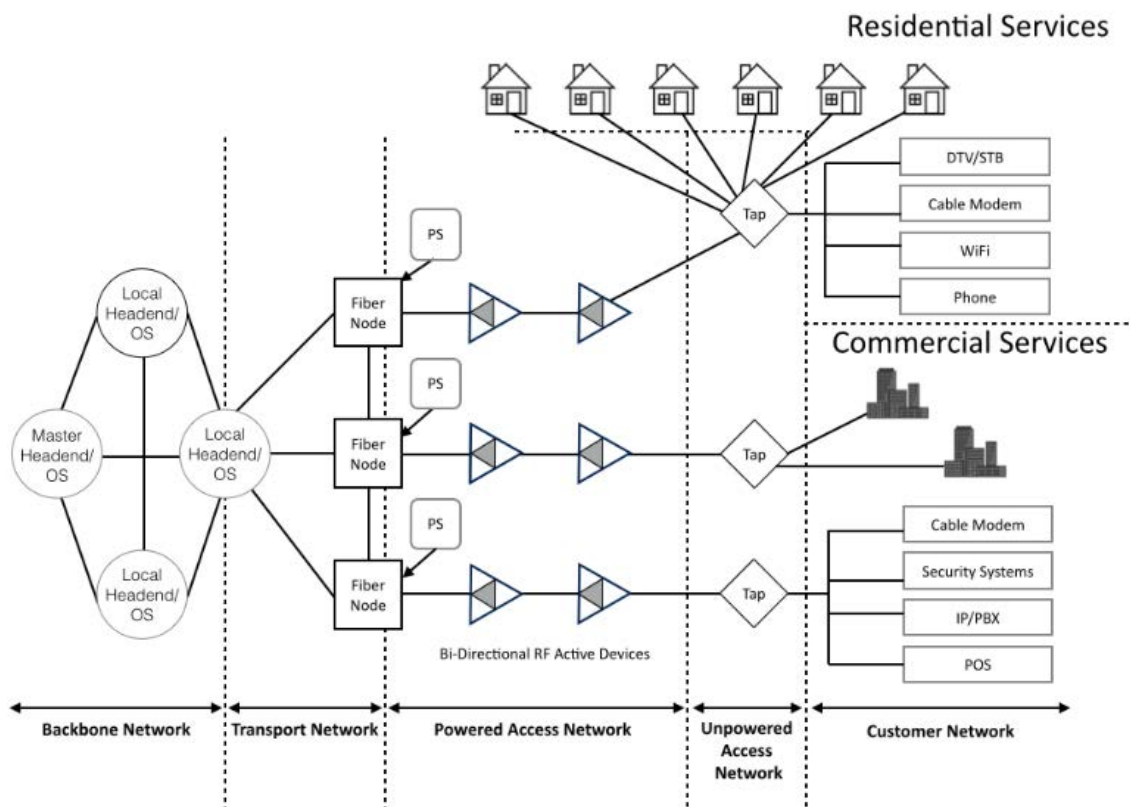 Residential Services
DTV/STB
Cable Modem
WiFi
Phone
Tap
PS
Fiber
Node
Local
Headend/
OS
Commercial Services
PS
Master
Headend/
OS
Local
Headend/
OS
Fiber
Node
Tap
PS
Local
Headend/
OS
Fiber
Node
Tap
Cable Modem
Security Systems
IP/PBX
POS
Bi-Directional RF Active Devices
Backbone Network
Transport Network
Powered Access Network
Unpowered
Access
Network
Customer Network